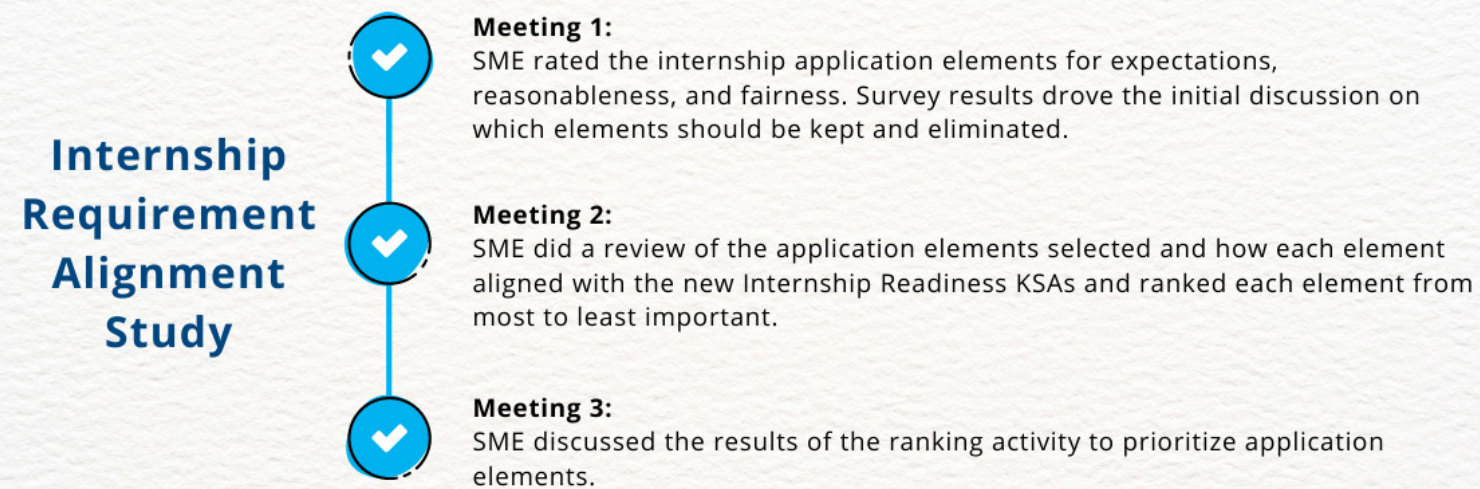 Internship
Requirement
Alignment
Study
Meeting 1:
SME rated the internship application elements for expectations,
reasonableness, and fairness. Survey results drove the initial discussion on
which elements should be kept and eliminated.
Meeting 2:
SME did a review of the application elements selected and how each element
aligned with the new Internship Readiness KSAs and ranked each element from
most to least important.
Meeting 3:
SME discussed the results of the ranking activity to prioritize application
elements.